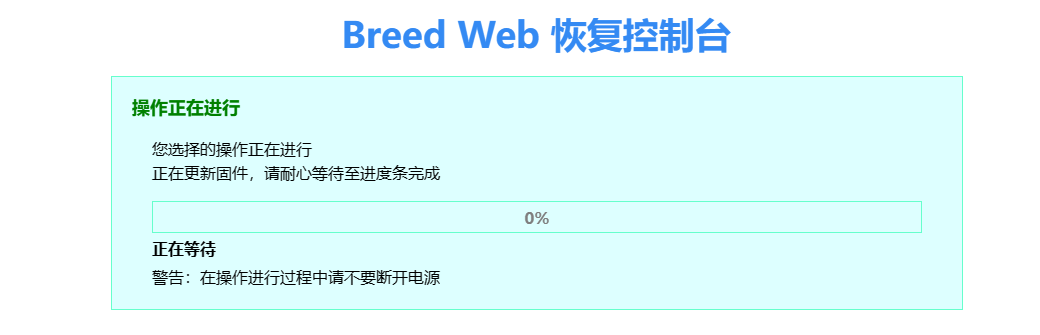 Breed Web 恢复控制台
操作正在进行
您选择的操作正在进行
正在更新固件，请耐心等待至进度条完成
0%
正在等待
警告：在操作进行过程中请不要断开电源